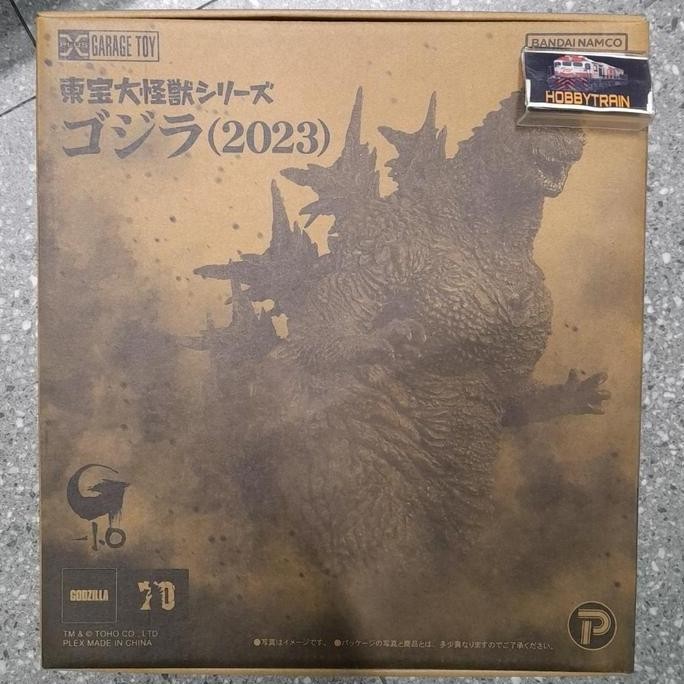 X GARAGE TOY
BANDAI NAMCO
HOBBYTRAIN
東宝大怪獣シリーズ
ゴジラ(2023)
G
-1.0
GODZILLA
70
TM & © TOHO CO., LTD
PLEX MADE IN CHINA
●写真はイメージです。 ●パッケージの写真と商品とは、多少異なりますのでご了承ください。
P